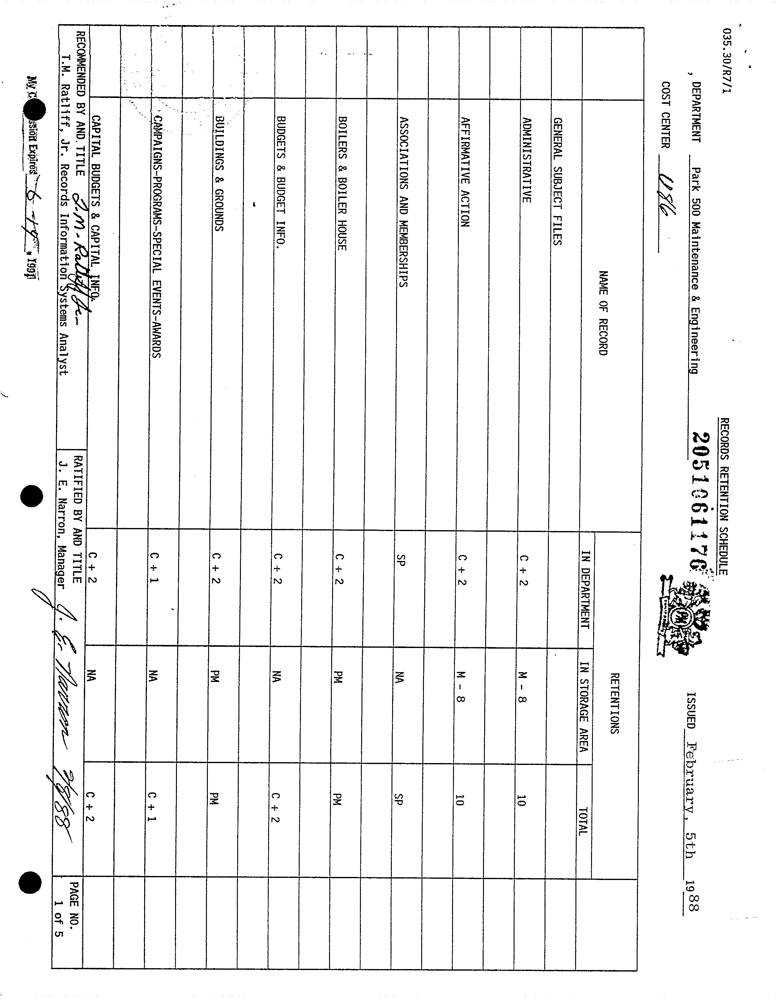 035.30/R7/1
RECORDS RETENTION SCHEDULE
DEPARTMENT Park 500 Maintenance & Engineering
2051061176
PM
ISSUED February, 5th 1988
COST CENTER U86
NAME OF RECORD
RETENTIONS
IN DEPARTMENT IN STORAGE AREA TOTAL
GENERAL SUBJECT FILES
ADMINISTRATIVE C + 2 M - 8 10
AFFIRMATIVE ACTION C + 2 M - 8 10
ASSOCIATIONS AND MEMBERSHIPS SP NA SP
BOILERS & BOILER HOUSE C + 2 PM PM
BUDGETS & BUDGET INFO. C + 2 NA C + 2
BUILDINGS & GROUNDS C + 2 PM PM
CAMPAIGNS-PROGRAMS-SPECIAL EVENTS-AWARDS C + 1 NA C + 1
CAPITAL BUDGETS & CAPITAL INFO. C + 2 NA C + 2
RECOMMENDED BY AND TITLE T.M. Ratliff Jr.
T.M. Ratliff, Jr. Records Information Systems Analyst
RATIFIED BY AND TITLE
J. E. Narron, Manager J. E. Narron 2/8/88
PAGE NO.
1 of 5
My C ssion Expires 6-14, 1991